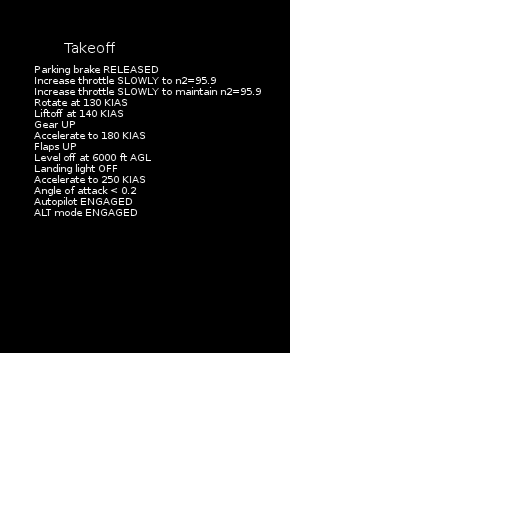 Takeoff
Parking brake RELEASED
Increase throttle SLOWLY to n2=95.9
Increase throttle SLOWLY to maintain n2=95.9
Rotate at 130 KIAS
Liftoff at 140 KIAS
Gear UP
Accelerate to 180 KIAS
Flaps UP
Level off at 6000 ft AGL
Landing light OFF
Accelerate to 250 KIAS
Angle of attack < 0.2
Autopilot ENGAGED
ALT mode ENGAGED